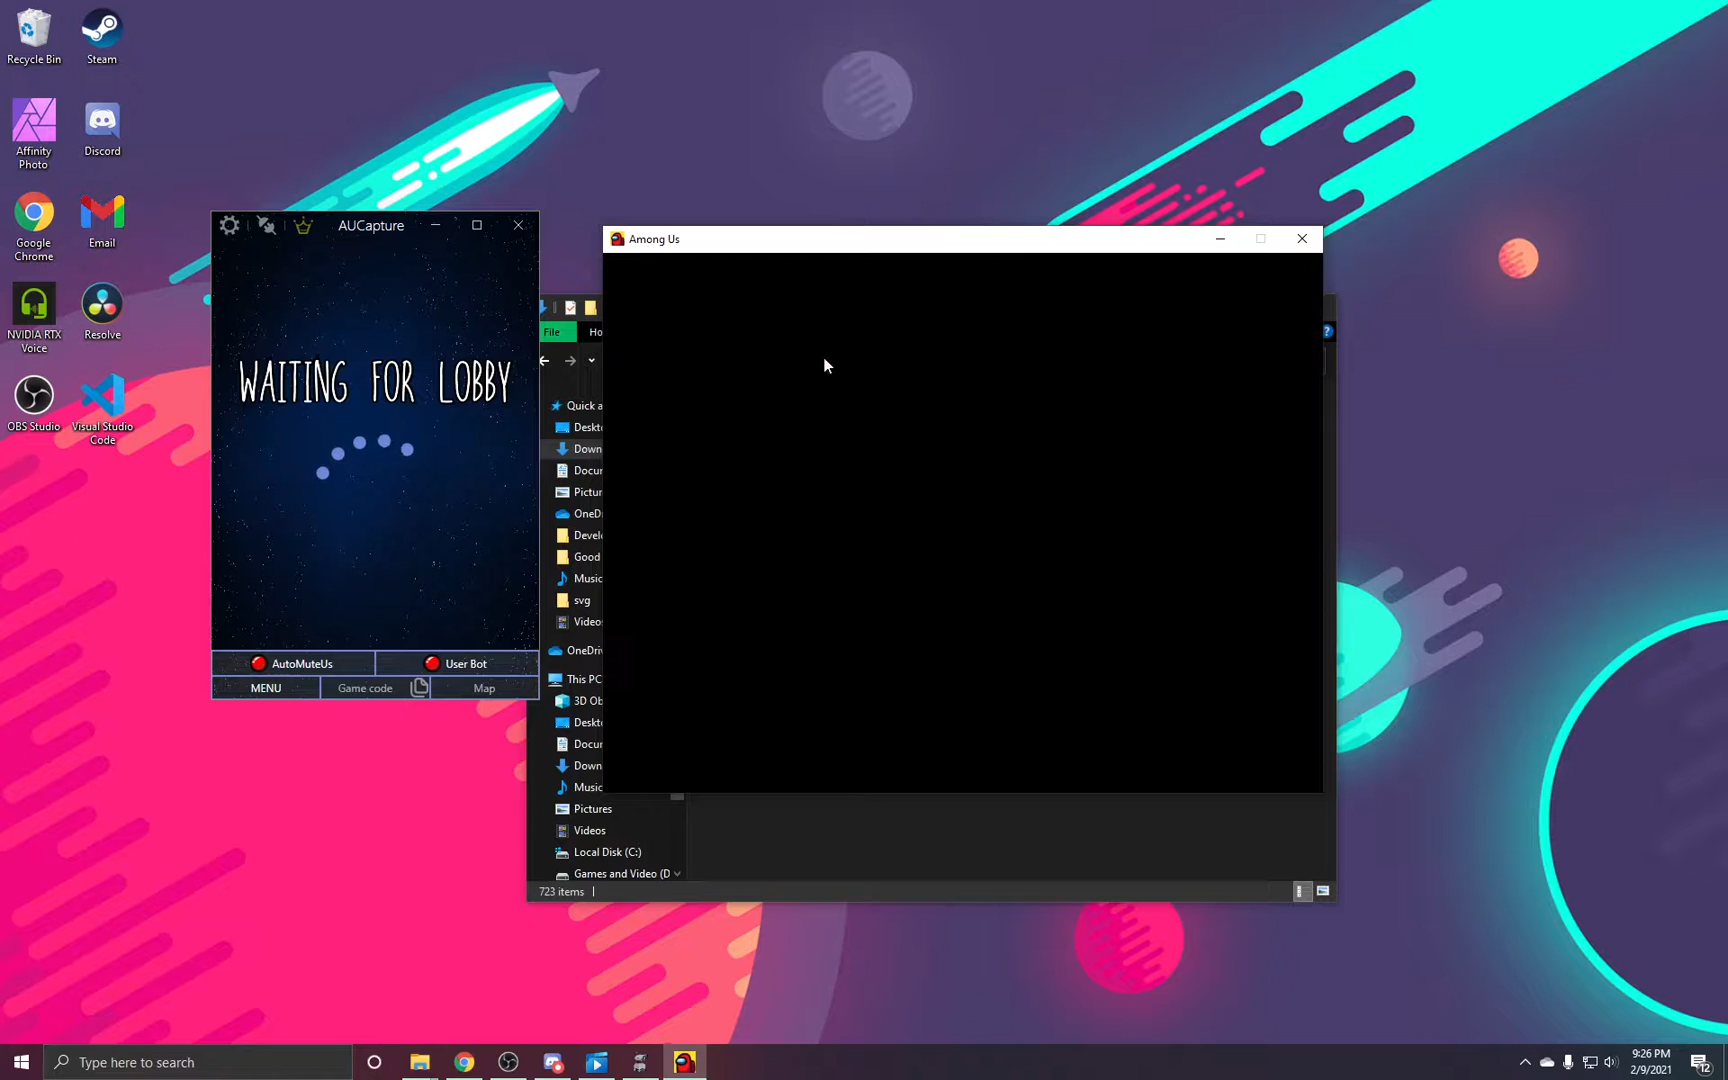 Recycle Bin
Steam
Affinity
Photo
Discord
Google
Chrome
Email
NVIDIA RTX
Voice
Resolve
OBS Studio
Visual Studio
Code
AUCapture
WAITING FOR LOBBY
AutoMuteUs
User Bot
MENU
Game code
Map
Among Us
File
Ho
Quick a
Deskt
Down
Docur
Pictur
OneDr
Develo
Good
Music
svg
Videos
OneDriv
This PC
3D Ob
Deskto
Docur
Down
Music
Pictures
Videos
Local Disk (C:)
Games and Video (D
723 items
Type here to search
9:26 PM
2/9/2021
12